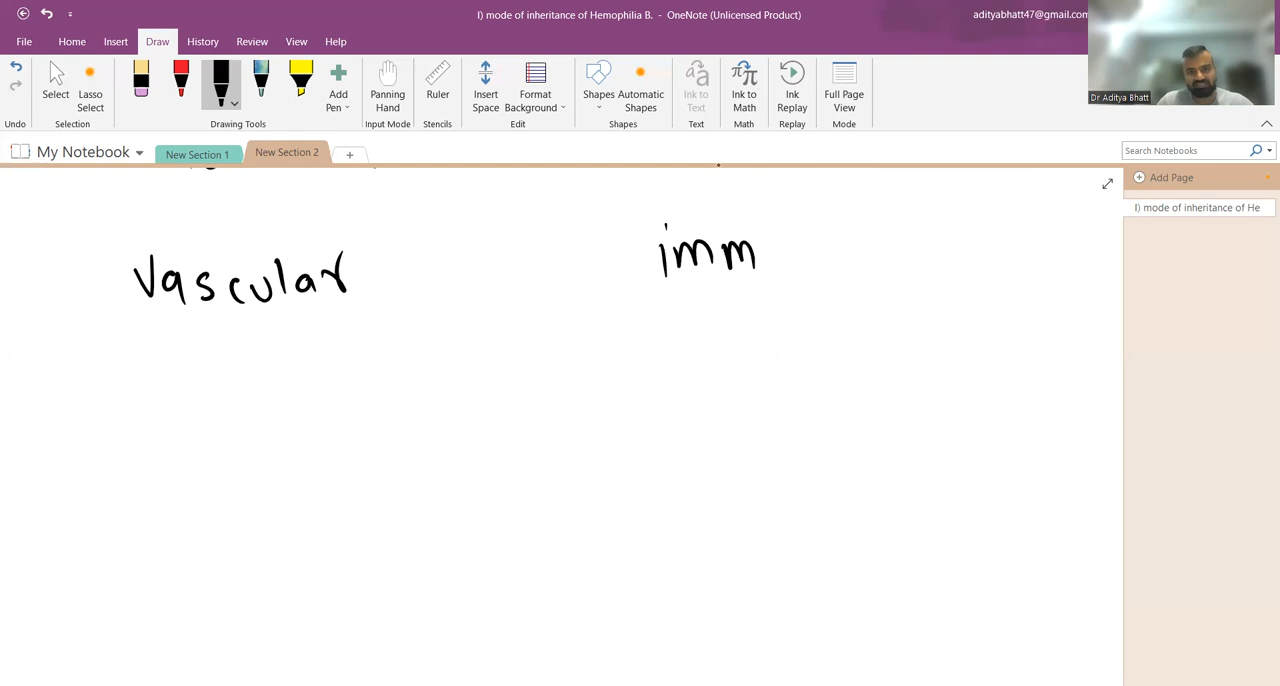 I) mode of inheritance of Hemophilia B. - OneNote (Unlicensed Product)
adityabhatt47@gmail.com
File Home Insert Draw History Review View Help
Undo
Select
Lasso Select
Add Pen
Panning Hand
Ruler
Insert Space
Format Background
Shapes
Automatic Shapes
Ink to Text
Ink to Math
Ink Replay
Full Page View
Selection Drawing Tools Input Mode Stencils Edit Shapes Text Math Replay Mode
Dr Aditya Bhatt
My Notebook
New Section 1
New Section 2
Search Notebooks
Add Page
I) mode of inheritance of He
Vascular
imm